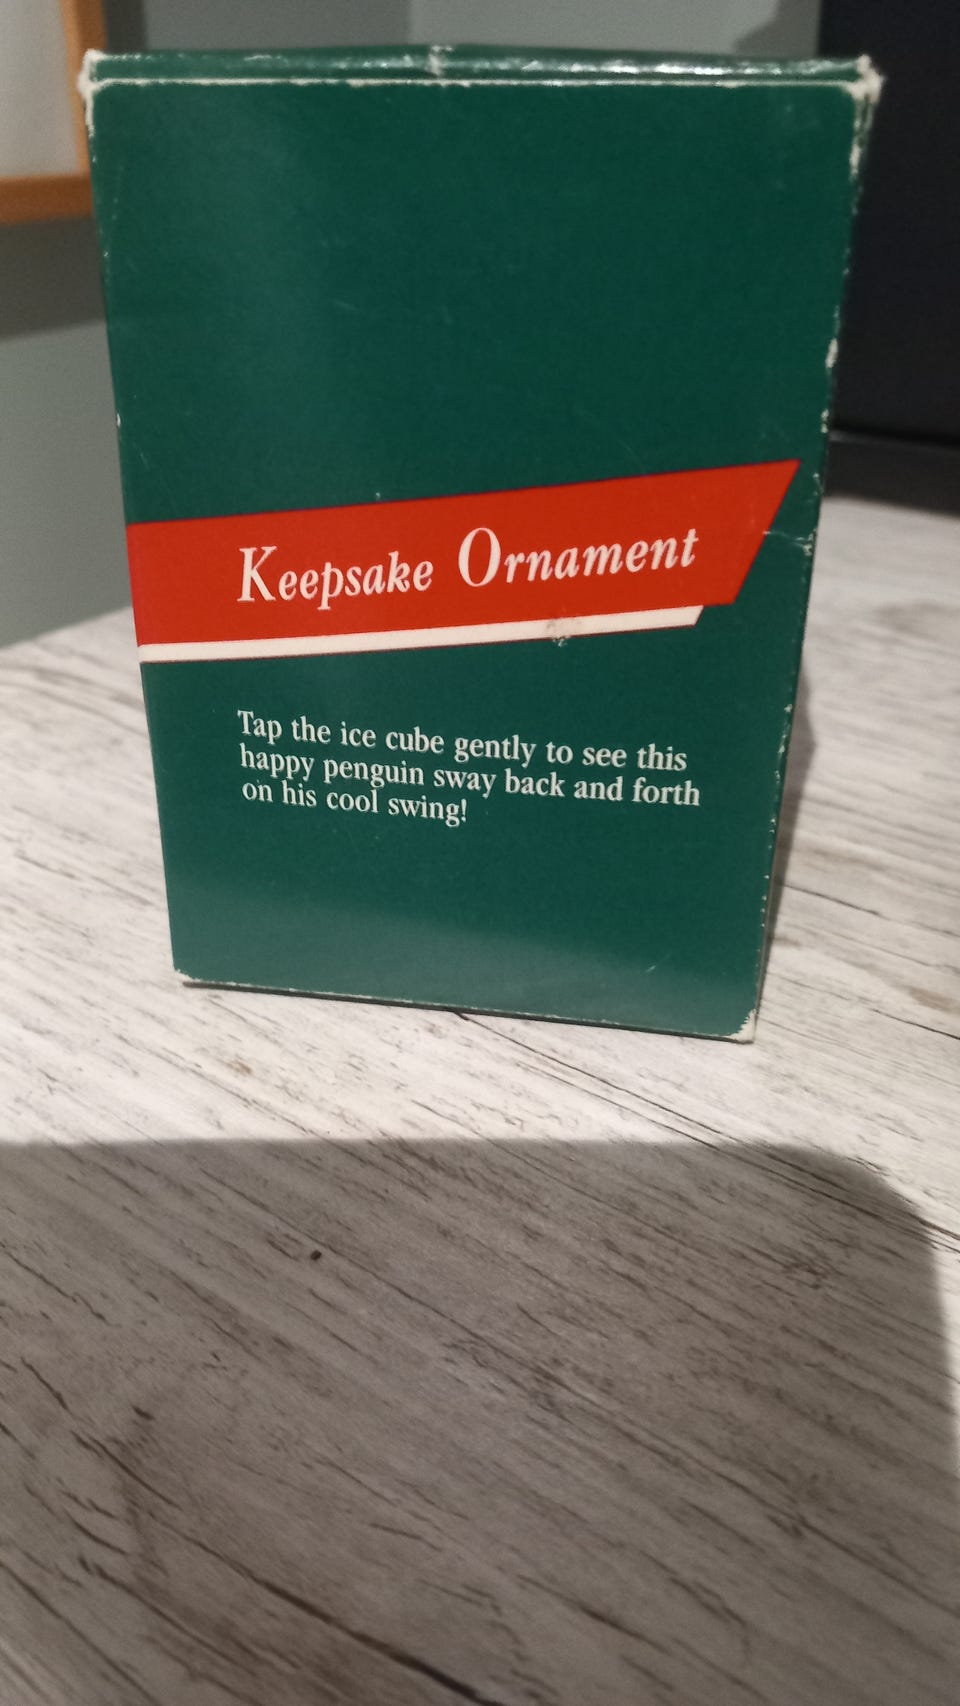 Keepsake Ornament
Tap the ice cube gently to see this
happy penguin sway back and forth
on his cool swing!